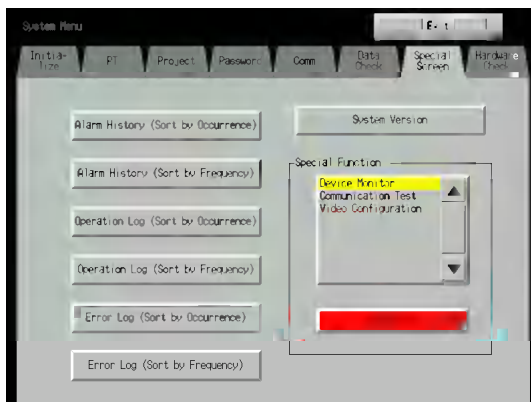 System Menu
Initia-
lize
PT
Project
Password
Comm
Data
Check
Special
Screen
Hardware
Check
Alarm History (Sort by Occurrence)
System Version
Alarm History (Sort by Frequency)
Special Function
Device Monitor
Communication Test
Video Configuration
Operation Log (Sort by Occurrence)
Operation Log (Sort by Frequency)
Error Log (Sort by Occurrence)
Error Log (Sort by Frequency)